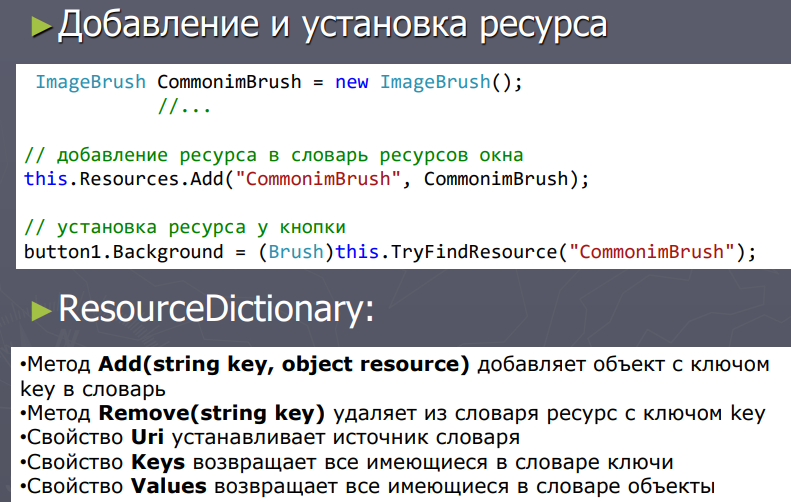 ►Добавление и установка ресурса
ImageBrush CommonimBrush = new ImageBrush();
//...
// добавление ресурса в словарь ресурсов окна
this.Resources.Add("CommonimBrush", CommonimBrush);
// установка ресурса у кнопки
button1.Background = (Brush)this.TryFindResource("CommonimBrush");
►ResourceDictionary:
•Метод Add(string key, object resource) добавляет объект с ключом
key в словарь
•Метод Remove(string key) удаляет из словаря ресурс с ключом key
•Свойство Uri устанавливает источник словаря
•Свойство Keys возвращает все имеющиеся в словаре ключи
•Свойство Values возвращает все имеющиеся в словаре объекты